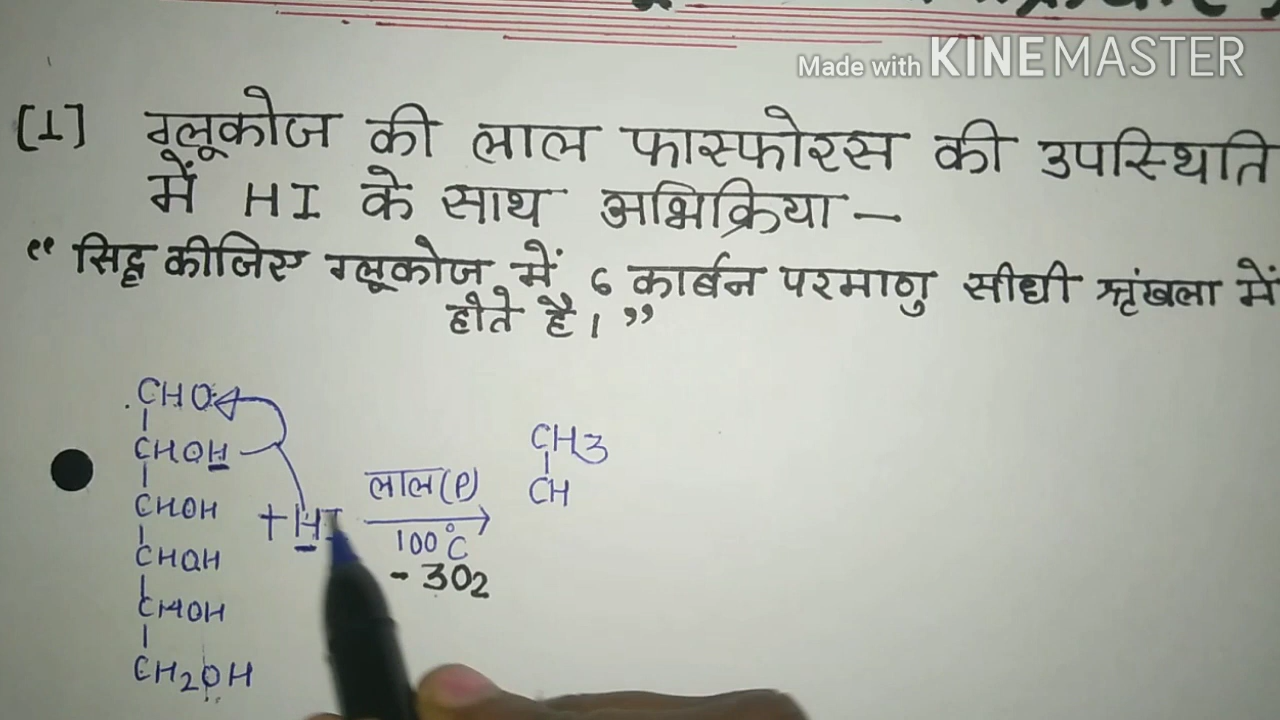 Made with KINEMASTER
[1] ग्लूकोज की लाल फास्फोरस की उपस्थिति
में HI के साथ अभिक्रिया -
“ सिद्ध कीजिए ग्लूकोज में 6 कार्बन परमाणु सीधी श्रृंखला में
होते है। ”
CHO
CHOH
CHOH
CHOH
CHOH
CH2OH
+ HI
लाल (P)
100°C
- 3O2
CH3
CH